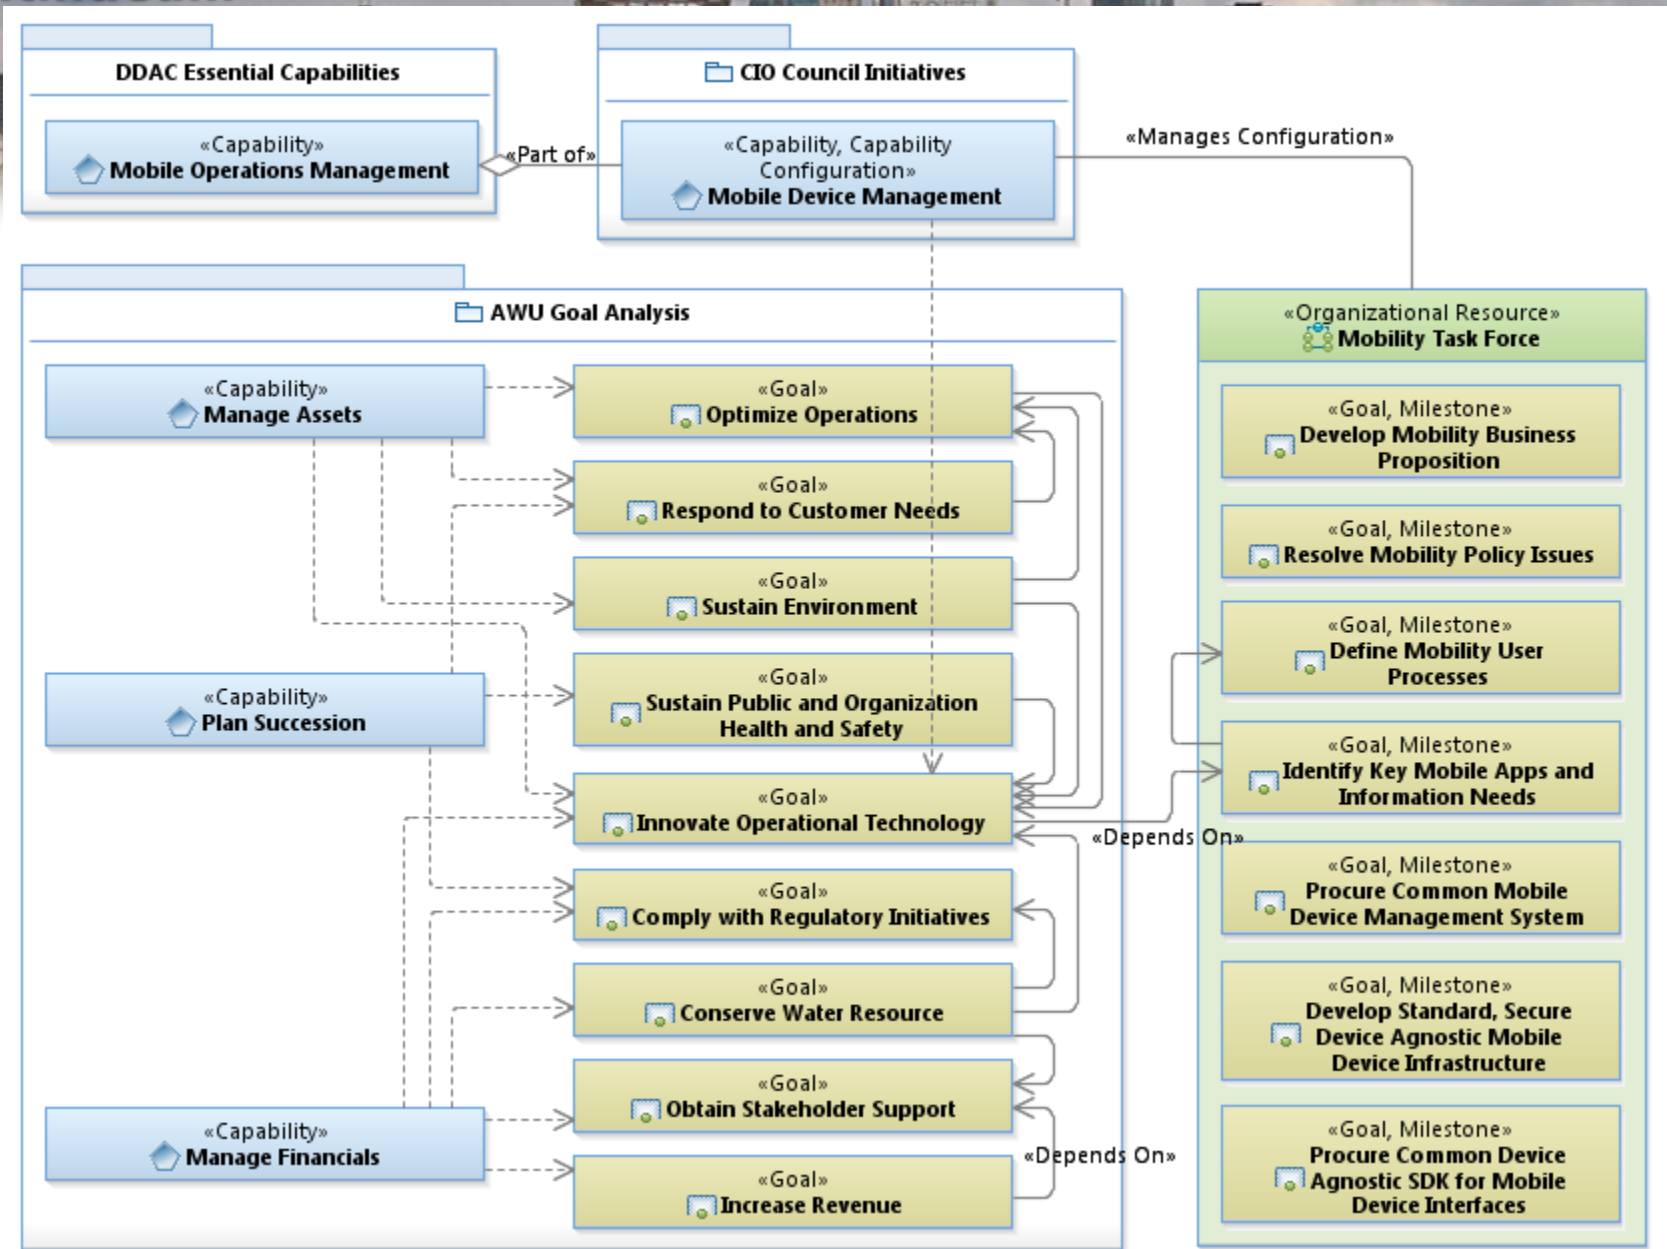 DDAC Essential Capabilities
«Capability»
Mobile Operations Management
«Part of»
CIO Council Initiatives
«Capability, Capability
Configuration»
Mobile Device Management
«Manages Configuration»
AWU Goal Analysis
«Capability»
Manage Assets
«Capability»
Plan Succession
«Capability»
Manage Financials
«Goal»
Optimize Operations
«Goal»
Respond to Customer Needs
«Goal»
Sustain Environment
«Goal»
Sustain Public and Organization
Health and Safety
«Goal»
Innovate Operational Technology
«Goal»
Comply with Regulatory Initiatives
«Goal»
Conserve Water Resource
«Goal»
Obtain Stakeholder Support
«Goal»
Increase Revenue
«Depends On»
«Depends On»
«Organizational Resource»
Mobility Task Force
«Goal, Milestone»
Develop Mobility Business
Proposition
«Goal, Milestone»
Resolve Mobility Policy Issues
«Goal, Milestone»
Define Mobility User
Processes
«Goal, Milestone»
Identify Key Mobile Apps and
Information Needs
«Goal, Milestone»
Procure Common Mobile
Device Management System
«Goal, Milestone»
Develop Standard, Secure
Device Agnostic Mobile
Device Infrastructure
«Goal, Milestone»
Procure Common Device
Agnostic SDK for Mobile
Device Interfaces